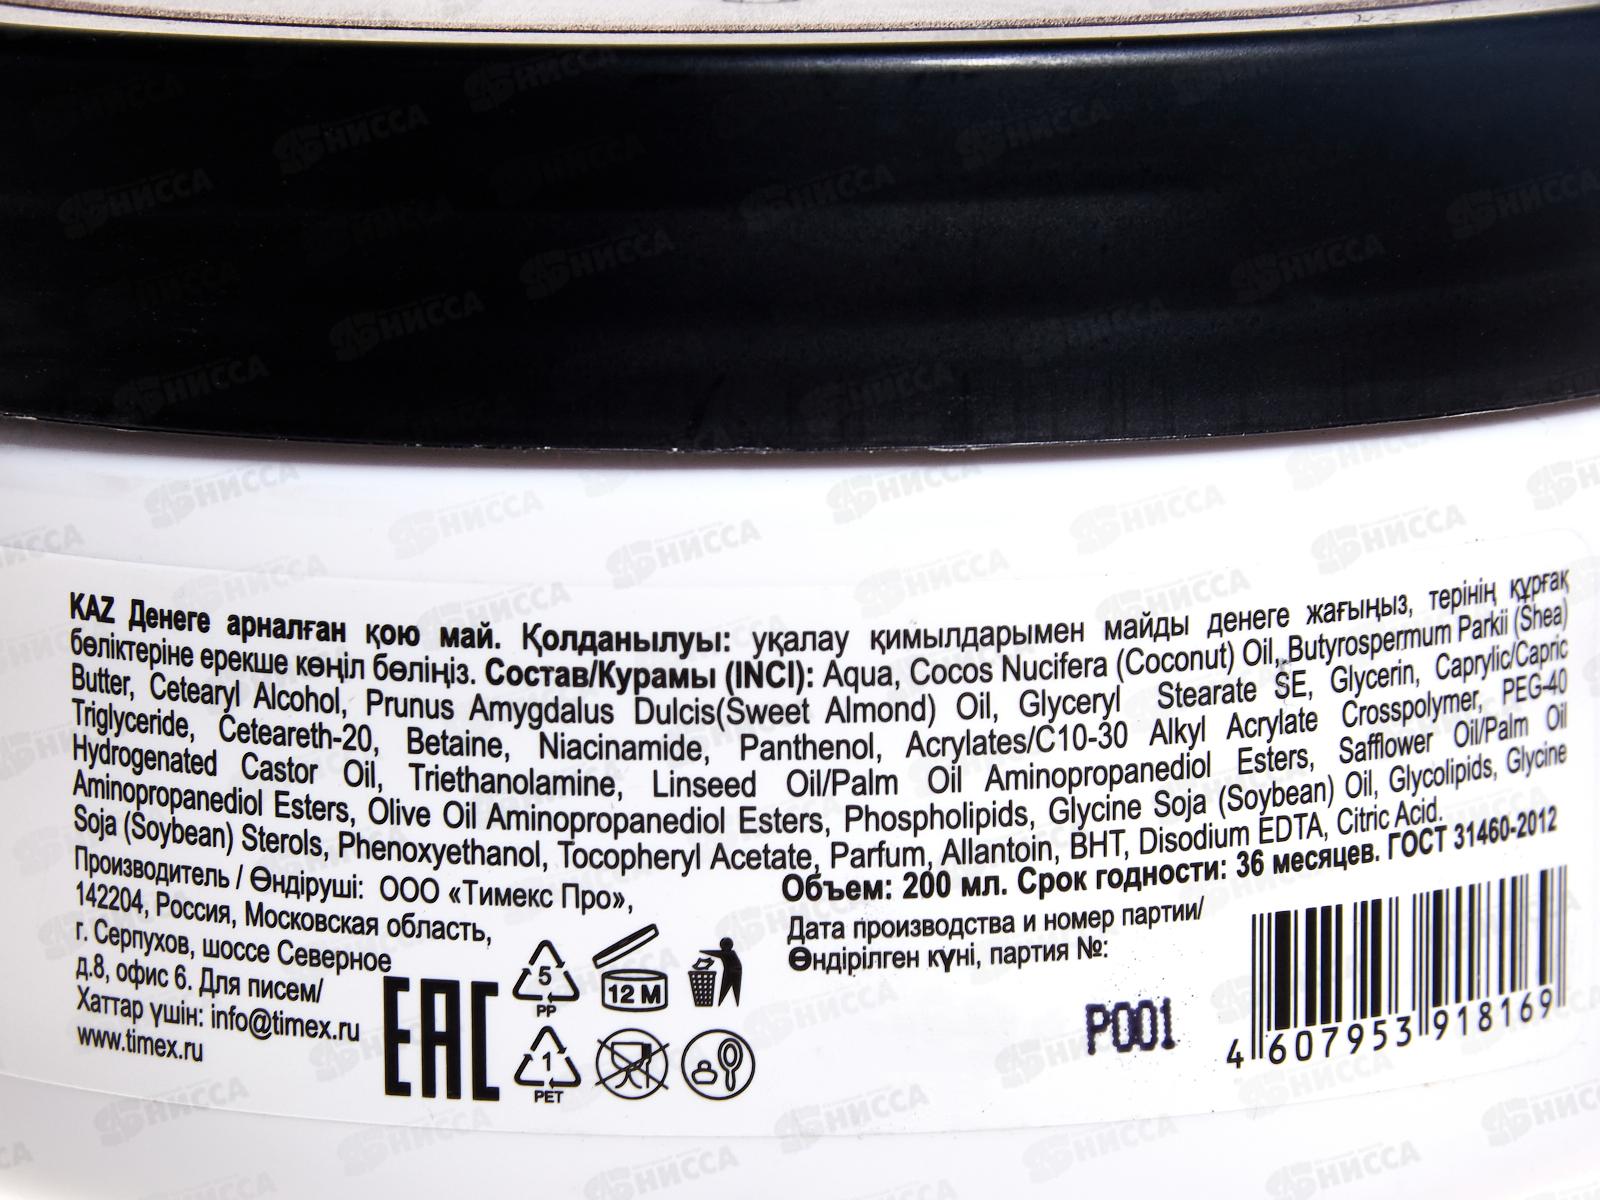 KAZ Денеге арналған қою май. Қолданылуы: уқалау қимылдарымен майды денеге жағыңыз, терінің құрғақ
бөліктеріне ерекше көңіл бөліңіз. Состав/Курамы (INCI): Aqua, Cocos Nucifera (Coconut) Oil, Butyrospermum Parkii (Shea)
Butter, Cetearyl Alcohol, Prunus Amygdalus Dulcis(Sweet Almond) Oil, Glyceryl Stearate SE, Glycerin, Caprylic/Capric
Triglyceride, Ceteareth-20, Betaine, Niacinamide, Panthenol, Acrylates/C10-30 Alkyl Acrylate Crosspolymer, PEG-40
Hydrogenated Castor Oil, Triethanolamine, Linseed Oil/Palm Oil Aminopropanediol Esters, Safflower Oil/Palm Oil
Aminopropanediol Esters, Olive Oil Aminopropanediol Esters, Phospholipids, Glycine Soja (Soybean) Oil, Glycolipids, Glycine
Soja (Soybean) Sterols, Phenoxyethanol, Tocopheryl Acetate, Parfum, Allantoin, BHT, Disodium EDTA, Citric Acid.
Производитель / Өндіруші: ООО «Тимекс Про»,
142204, Россия, Московская область,
г. Серпухов, шоссе Северное
д.8, офис 6. Для писем/
Хаттар үшін: info@timex.ru
www.timex.ru
EAC
5
PP
12 M
1
PET
Объем: 200 мл. Срок годности: 36 месяцев. ГОСТ 31460-2012
Дата производства и номер партии/
Өндірілген күні, партия №:
P001
4 607953 918169
НИССА